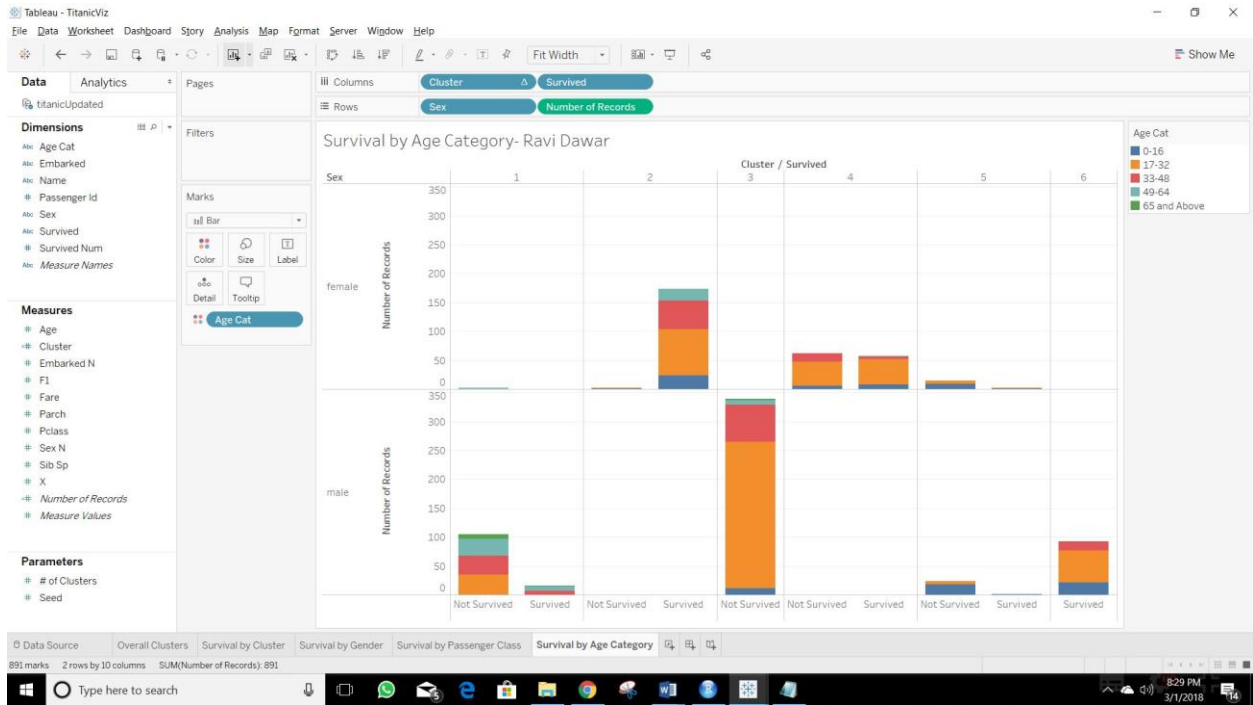 Tableau - TitanicViz
File Data Worksheet Dashboard Story Analysis Map Format Server Window Help
Fit Width
Show Me
Data Analytics
titanicUpdated
Dimensions
Abc Age Cat
Abc Embarked
Abc Name
# Passenger Id
Abc Sex
Abc Survived
# Survived Num
Abc Measure Names
Measures
# Age
=# Cluster
# Embarked N
# F1
# Fare
# Parch
# Pclass
# Sex N
# Sib Sp
# X
=# Number of Records
# Measure Values
Parameters
# # of Clusters
# Seed
Pages
Filters
Marks
Bar
Color Size Label
Detail Tooltip
Age Cat
Columns Cluster Δ Survived
Rows Sex Number of Records
Survival by Age Category- Ravi Dawar
Cluster / Survived
Sex 1 2 3 4 5 6
female
Number of Records
350
300
250
200
150
100
50
0
male
Number of Records
350
300
250
200
150
100
50
0
Not Survived Survived Not Survived Survived Not Survived Not Survived Survived Not Survived Survived Survived
Age Cat
0-16
17-32
33-48
49-64
65 and Above
Data Source Overall Clusters Survival by Cluster Survival by Gender Survival by Passenger Class Survival by Age Category
891 marks 2 rows by 10 columns SUM(Number of Records): 891
Type here to search
5
8:29 PM
3/1/2018
14